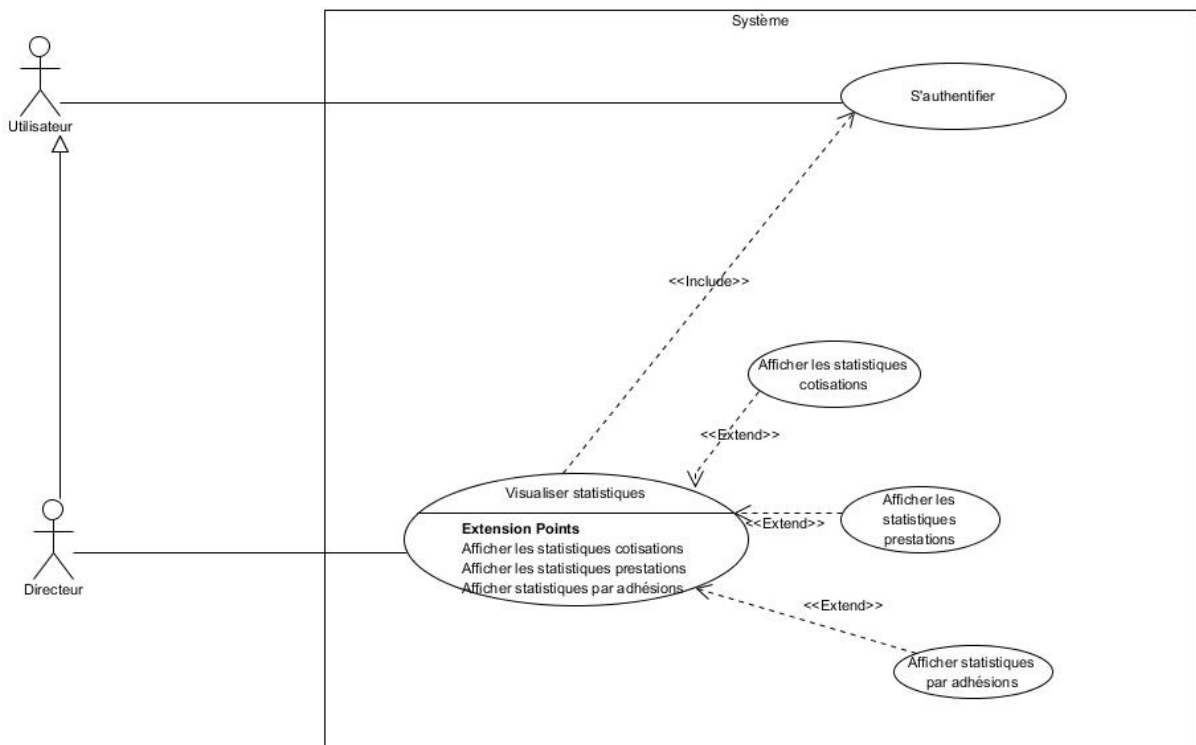 Système
S'authentifier
Utilisateur
<<Include>>
Afficher les statistiques
cotisations
<<Extend>>
Visualiser statistiques
Extension Points
Afficher les statistiques cotisations
Afficher les statistiques prestations
Afficher statistiques par adhésions
Afficher les
statistiques
prestations
<<Extend>>
Directeur
<<Extend>>
Afficher statistiques
par adhésions